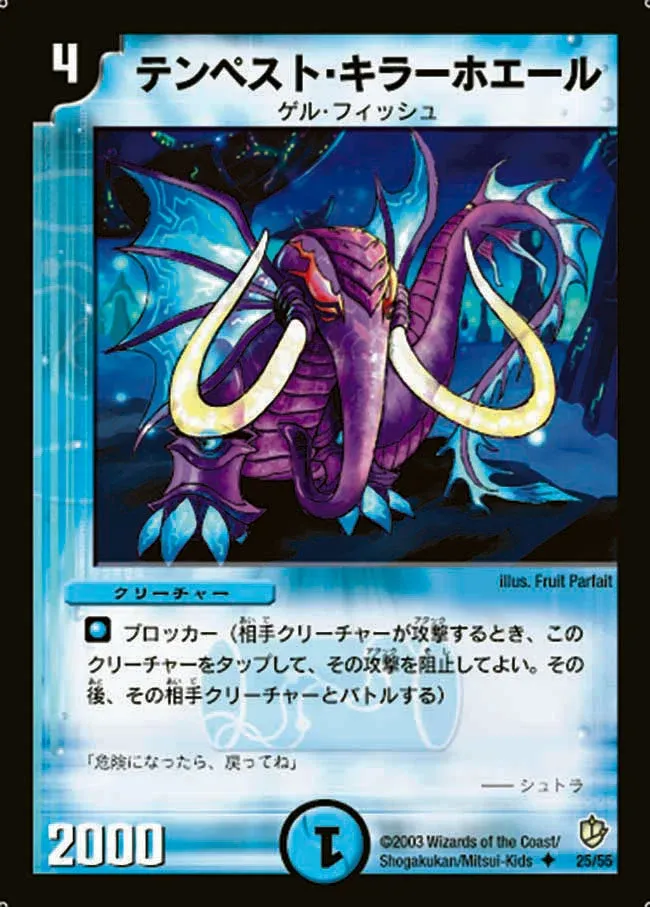 4
テンペスト・キラーホエール
ゲル・フィッシュ
illus. Fruit Parfait
クリーチャー
ブロッカー(相手クリーチャーが攻撃するとき、この
クリーチャーをタップして、その攻撃を阻止してよい。その
後、その相手クリーチャーとバトルする)
「危険になったら、戻ってね」
—— シュトラ
2000
1
©2003 Wizards of the Coast/
Shogakukan/Mitsui-Kids
25/55